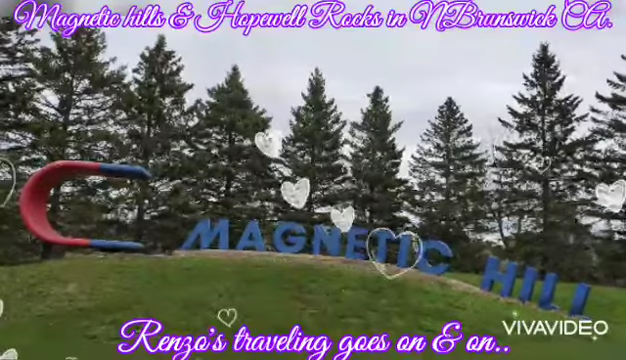 Magnetic hills & Hopewell Rocks in NBrunswick CA.
MAGNETIC HILL
VIVAVIDEO
Renzo's traveling goes on & on..